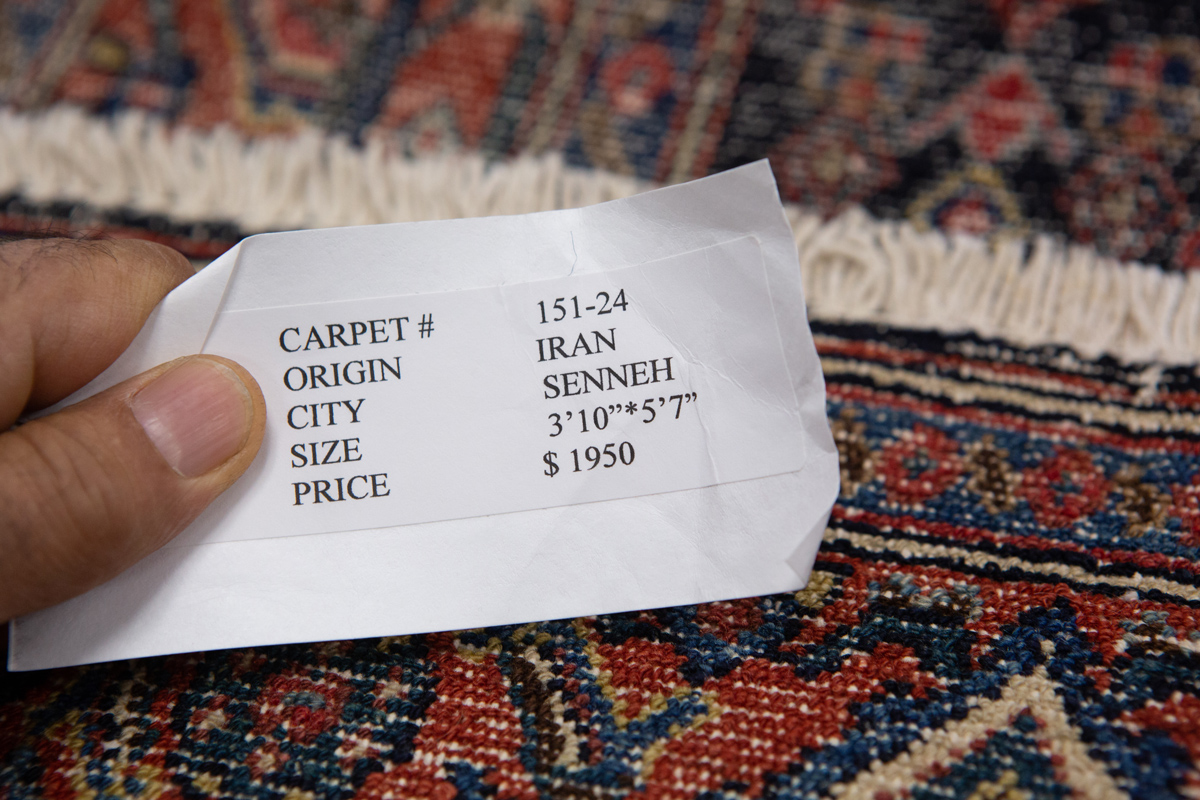 CARPET # 151-24
ORIGIN IRAN
CITY SENNEH
SIZE 3’10”*5’7”
PRICE $ 1950